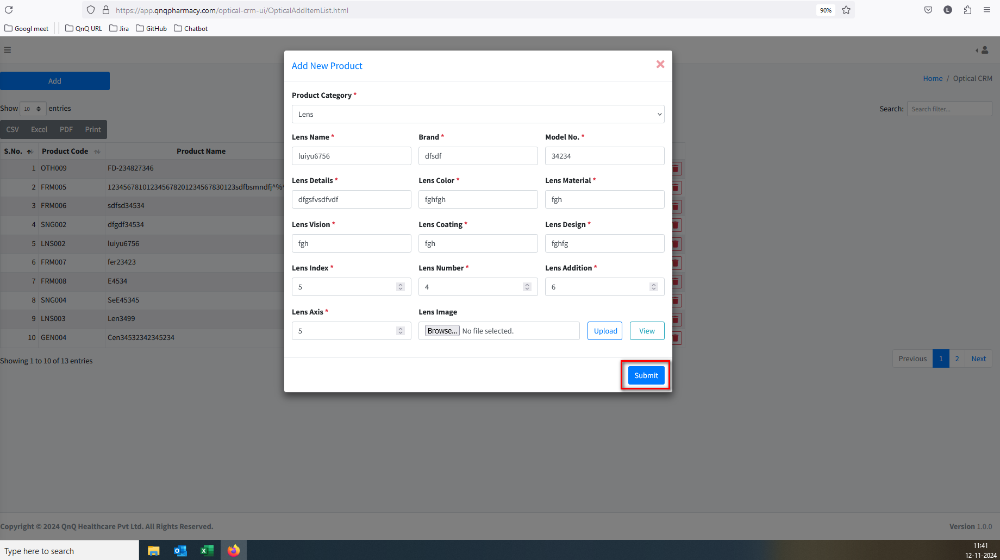 https://app.qnqpharmacy.com/optical-crm-ui/OpticalAddItemList.html
90%
L
Googl meet
QnQ URL
Jira
GitHub
Chatbot
Add
Home / Optical CRM
Show 10 entries
Search: Search filter...
CSV Excel PDF Print
S.No. Product Code Product Name
1 OTH009 FD-234827346
2 FRM005 12345678101234567820123456783​0123sdfbsmndfj^%^
3 FRM006 sdfsd34534
4 SNG002 dfgdf34534
5 LNS002 luiyu6756
6 FRM007 fer23423
7 FRM008 E4534
8 SNG004 SeE45345
9 LNS003 Len3499
10 GEN004 Cen34532342345234
Showing 1 to 10 of 13 entries
Previous 1 2 Next
Add New Product
Product Category *
Lens
Lens Name * Brand * Model No. *
luiyu6756 dfsdf 34234
Lens Details * Lens Color * Lens Material *
dfgsfvsdfvdf fghfgh fgh
Lens Vision * Lens Coating * Lens Design *
fgh fgh fghfg
Lens Index * Lens Number * Lens Addition *
5 4 6
Lens Axis * Lens Image
5 Browse... No file selected. Upload View
Submit
Copyright © 2024 QnQ Healthcare Pvt Ltd. All Rights Reserved.
Version 1.0.0
Type here to search
11:41
12-11-2024